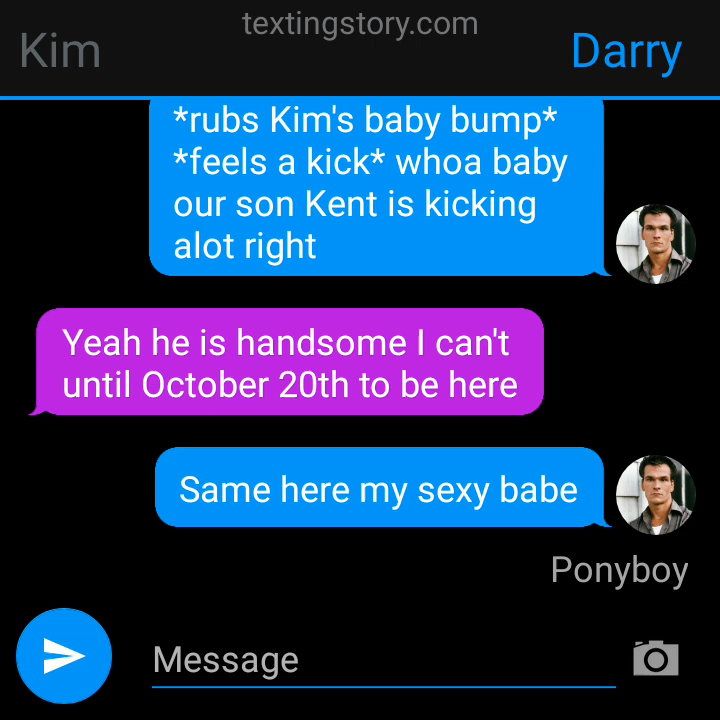 textingstory.com
Kim
Darry
*rubs Kim's baby bump*
*feels a kick* whoa baby
our son Kent is kicking
alot right
Yeah he is handsome I can't
until October 20th to be here
Same here my sexy babe
Ponyboy
Message